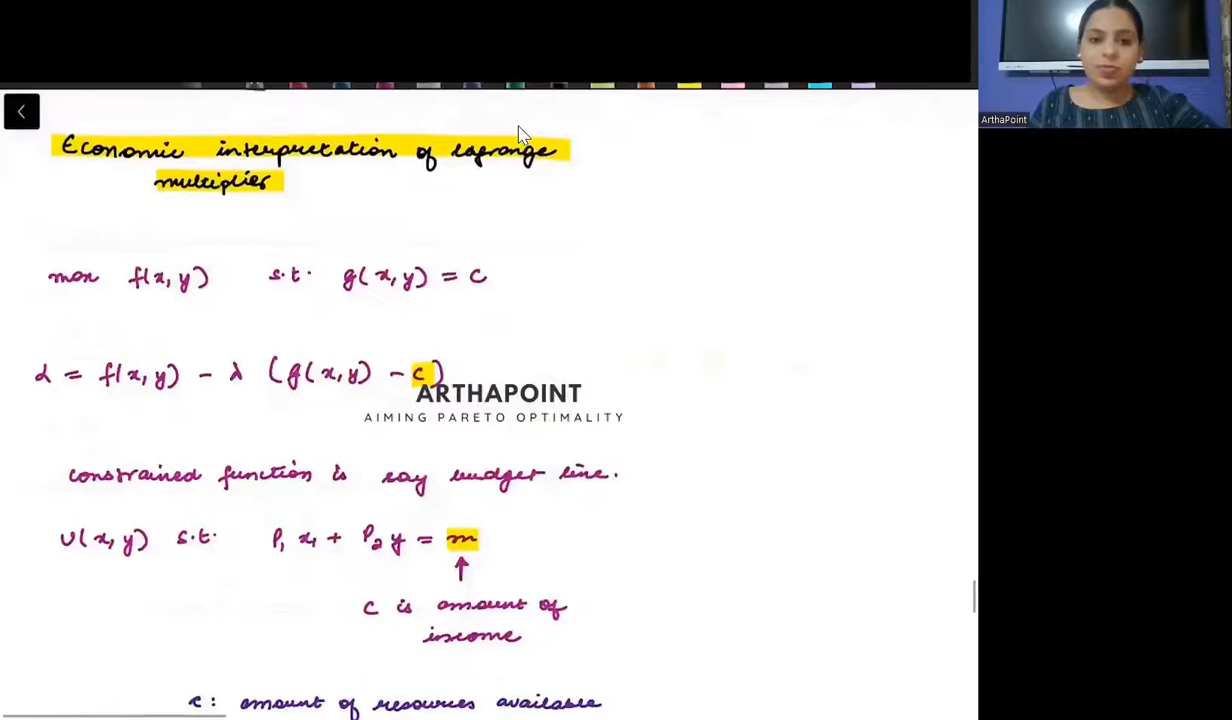 ArthaPoint
Economic interpretation of lagrange
multiplier
max f(x, y) s.t. g(x, y) = c
L = f(x, y) - λ (g(x, y) - c)
ARTHAPOINT
AIMING PARETO OPTIMALITY
constrained function is say budget line.
U(x, y) s.t. P₁ x₁ + P₂ y = m
↑
c is amount of
income
c: amount of resources available